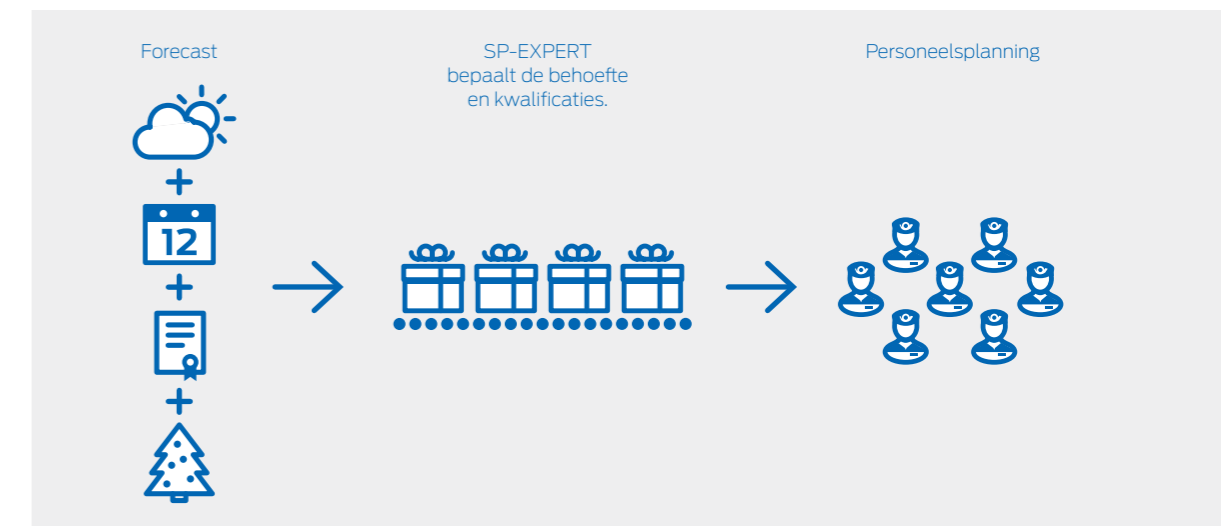 Forecast
SP-EXPERT
bepaalt de behoefte
en kwalificaties.
Personeelsplanning
12